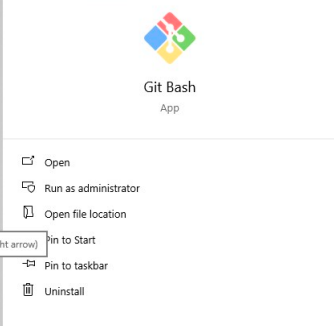 Git Bash
App
Open
Run as administrator
Open file location
ht arrow)
Pin to Start
Pin to taskbar
Uninstall